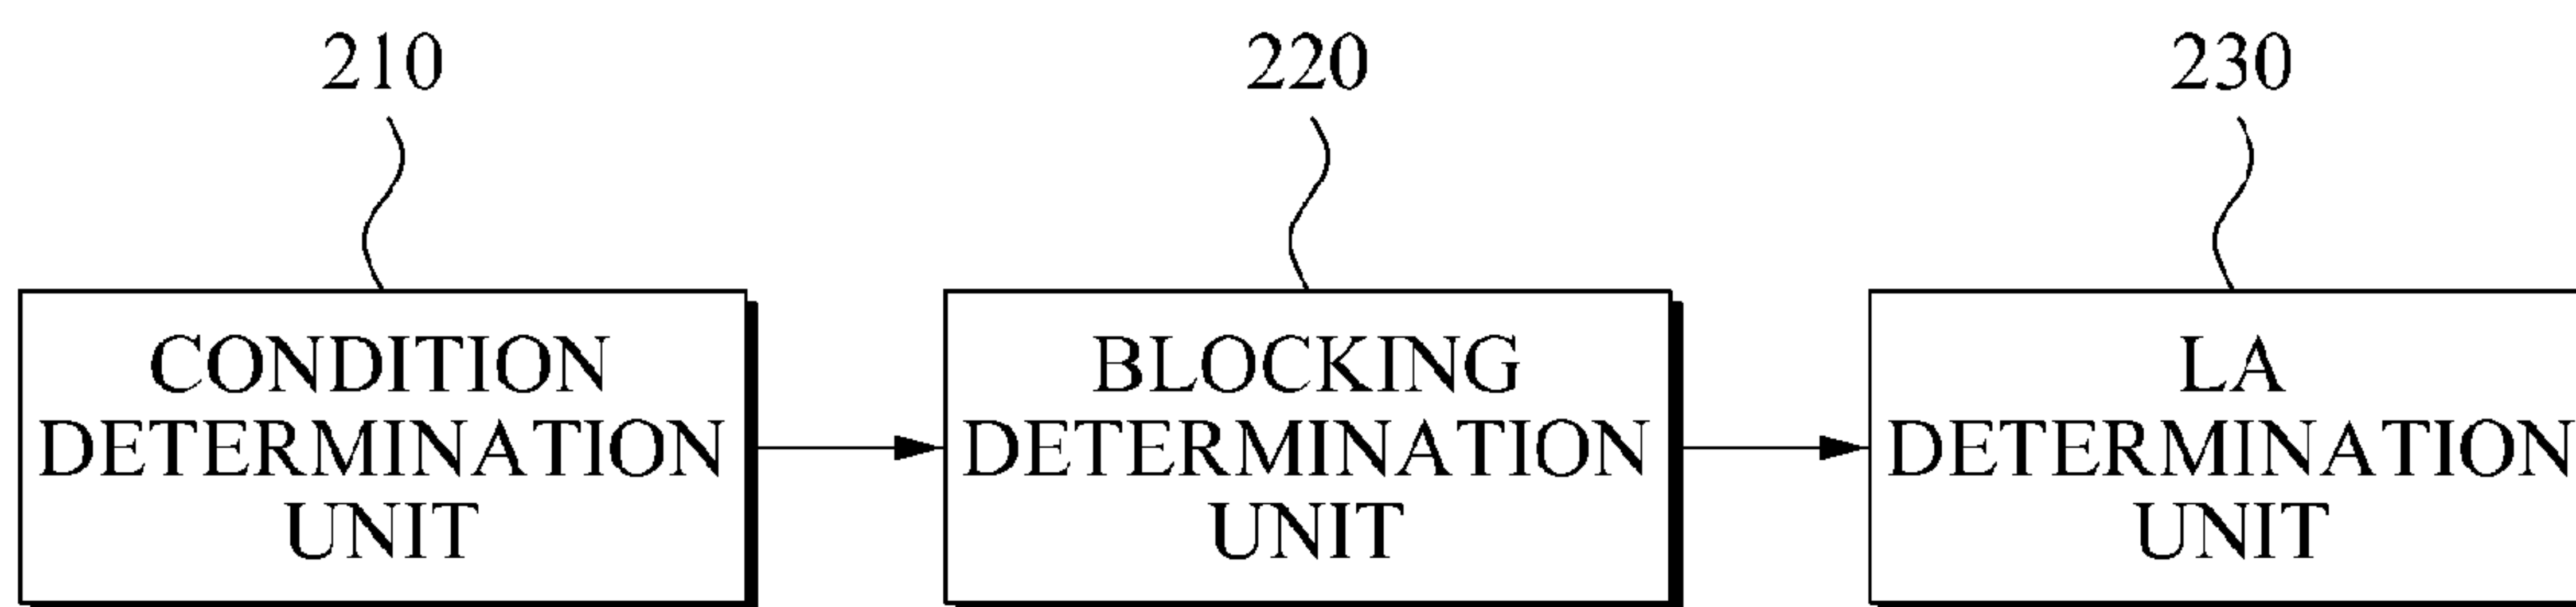 210
220
230
CONDITION
DETERMINATION
UNIT
BLOCKING
DETERMINATION
UNIT
LA
DETERMINATION
UNIT